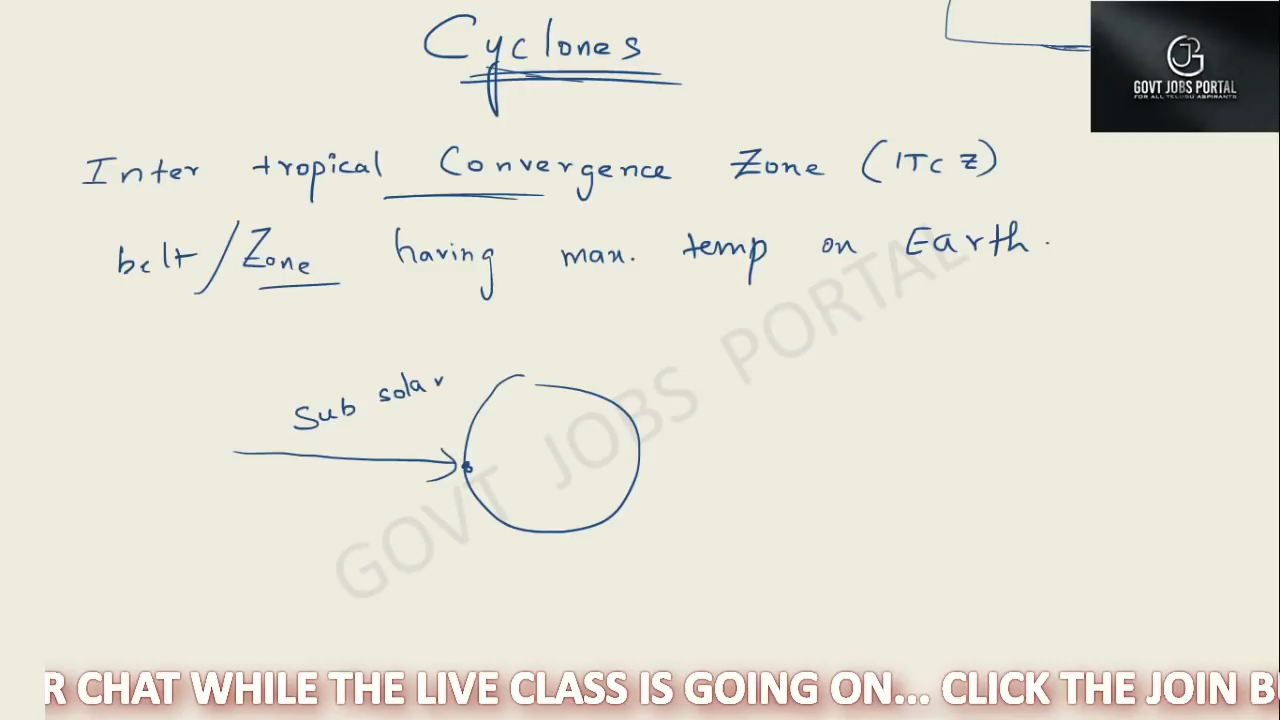 Cyclones
GOVT JOBS PORTAL
FOR ALL TELUGU ASPIRANTS
Inter tropical Convergence Zone (ITCZ)
belt/Zone having max. temp on Earth.
Sub solar
GOVT JOBS PORTAL
R CHAT WHILE THE LIVE CLASS IS GOING ON... CLICK THE JOIN B